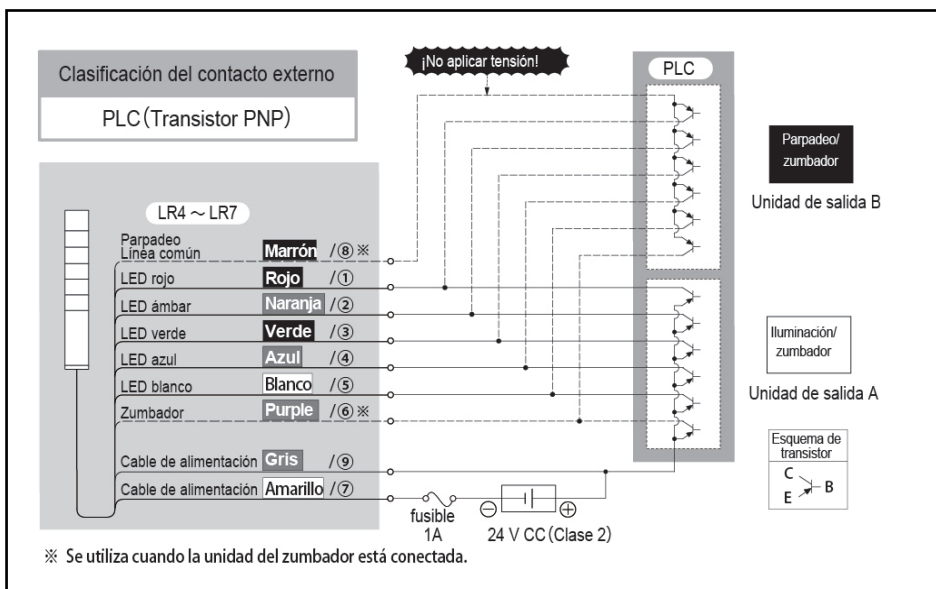 Clasificación del contacto externo
PLC(Transistor PNP)
¡No aplicar tensión!
PLC
Parpadeo/
zumbador
Unidad de salida B
LR4 ~ LR7
Parpadeo
Línea común Marrón /⑧ ※
LED rojo Rojo /①
LED ámbar Naranja /②
LED verde Verde /③
LED azul Azul /④
LED blanco Blanco /⑤
Zumbador Purple /⑥ ※
Cable de alimentación Gris /⑨
Cable de alimentación Amarillo /⑦
Iluminación/
zumbador
Unidad de salida A
Esquema de
transistor
C
B
E
fusible
1A
⊖ ⊕
24 V CC(Clase 2)
※ Se utiliza cuando la unidad del zumbador está conectada.